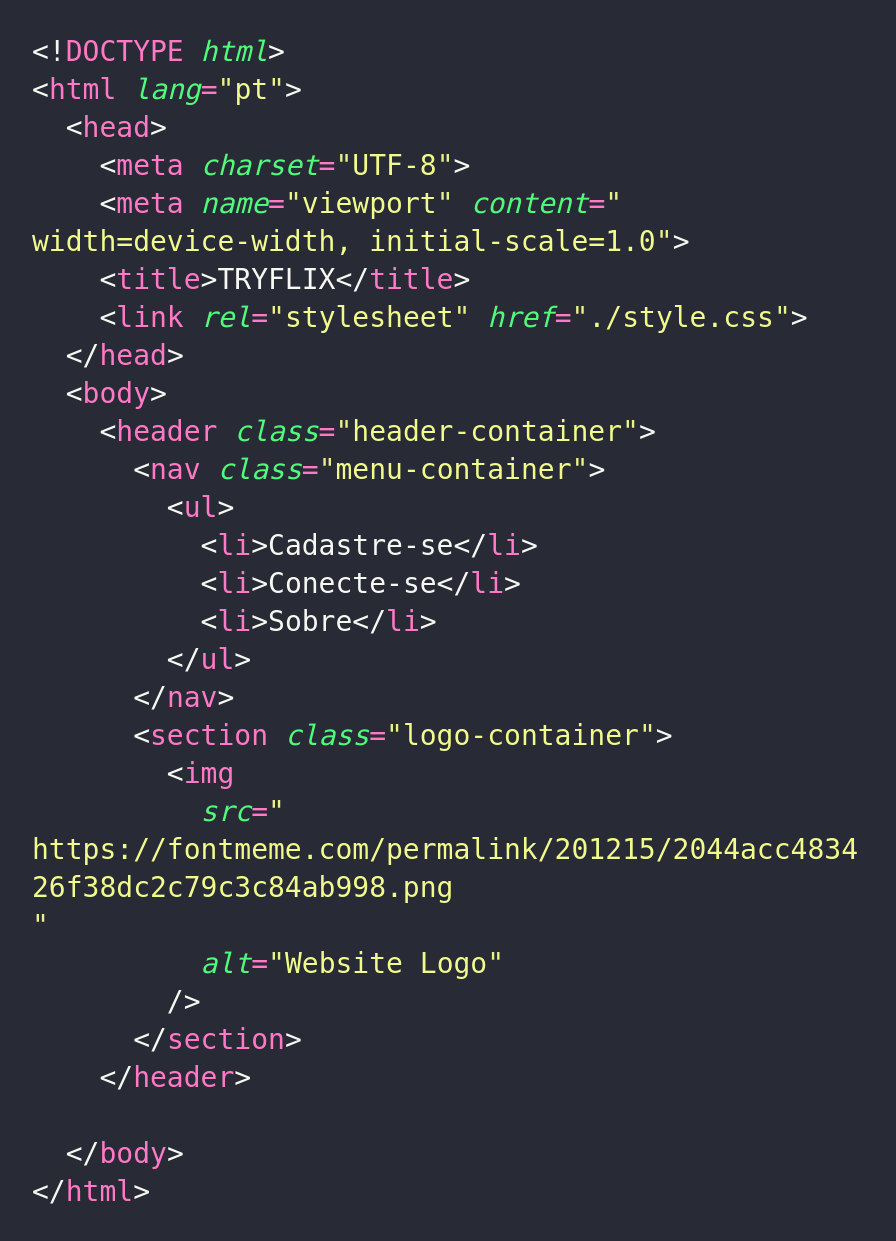 <!DOCTYPE html>
<html lang="pt">
  <head>
    <meta charset="UTF-8">
    <meta name="viewport" content="
width=device-width, initial-scale=1.0">
    <title>TRYFLIX</title>
    <link rel="stylesheet" href="./style.css">
  </head>
  <body>
    <header class="header-container">
      <nav class="menu-container">
        <ul>
          <li>Cadastre-se</li>
          <li>Conecte-se</li>
          <li>Sobre</li>
        </ul>
      </nav>
      <section class="logo-container">
        <img
          src="
https://fontmeme.com/permalink/201215/2044acc4834
26f38dc2c79c3c84ab998.png
"
          alt="Website Logo"
        />
      </section>
    </header>

  </body>
</html>